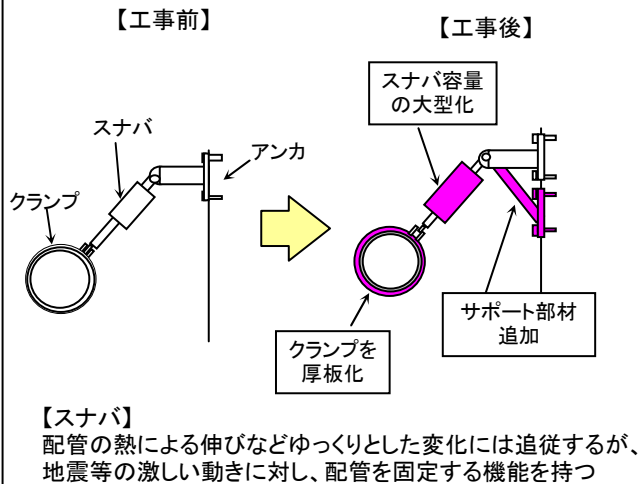 【工事前】
【工事後】
スナバ
アンカ
クランプ
スナバ容量
の大型化
クランプを
厚板化
サポート部材
追加
【スナバ】
配管の熱による伸びなどゆっくりとした変化には追従するが、
地震等の激しい動きに対し、配管を固定する機能を持つ